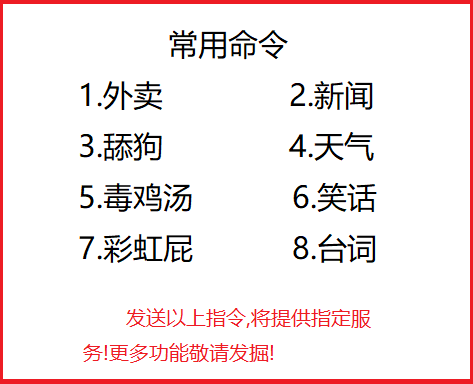 常用命令
1.外卖 2.新闻
3.舔狗 4.天气
5.毒鸡汤 6.笑话
7.彩虹屁 8.台词
发送以上指令,将提供指定服
务!更多功能敬请发掘!